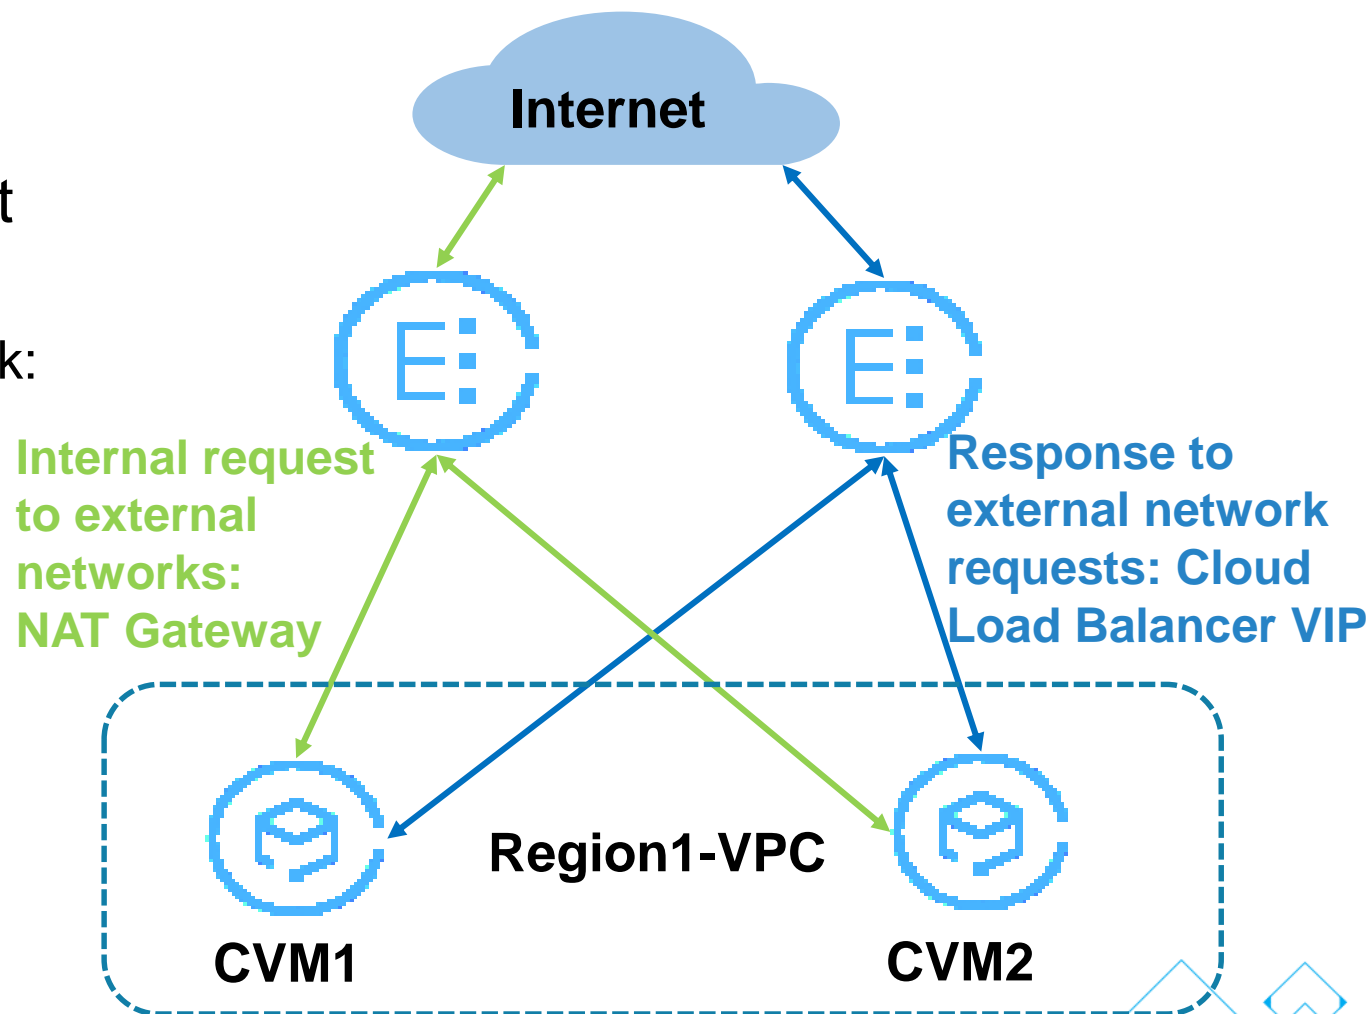 Internet
t
k:
Internal request
to external
networks:
NAT Gateway
Response to
external network
requests: Cloud
Load Balancer VIP
Region1-VPC
CVM1
CVM2